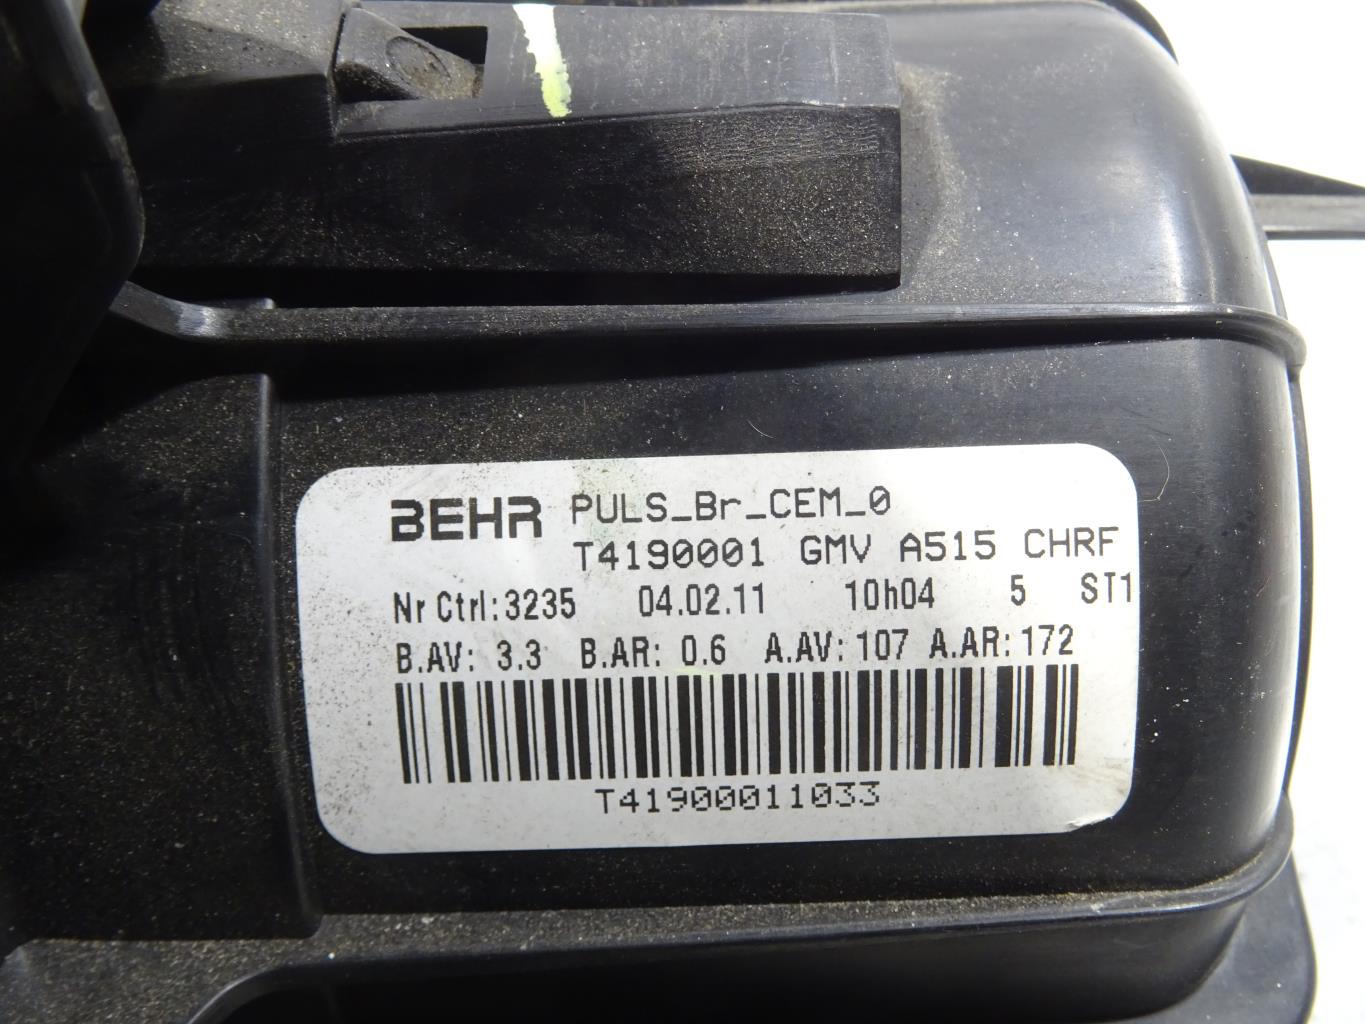 BEHR PULS_Br_CEM_0
T4190001 GMV A515 CHRF
Nr Ctrl:3235 04.02.11 10h04 5 ST1
B.AV: 3.3 B.AR: 0.6 A.AV: 107 A.AR: 172
T41900011033